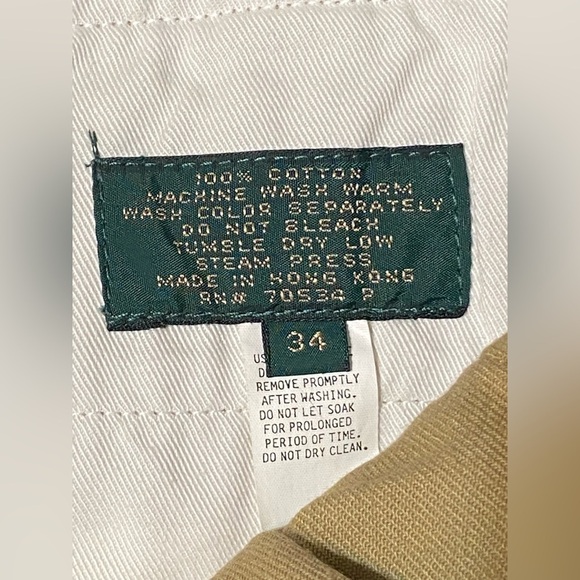 100% COTTON
MACHINE WASH WARM
WASH COLOR SEPARATELY
DO NOT BLEACH
TUMBLE DRY LOW
STEAM PRESS
MADE IN HONG KONG
RN# 70534 P
34
REMOVE PROMPTLY
AFTER WASHING.
DO NOT LET SOAK
FOR PROLONGED
PERIOD OF TIME.
DO NOT DRY CLEAN.